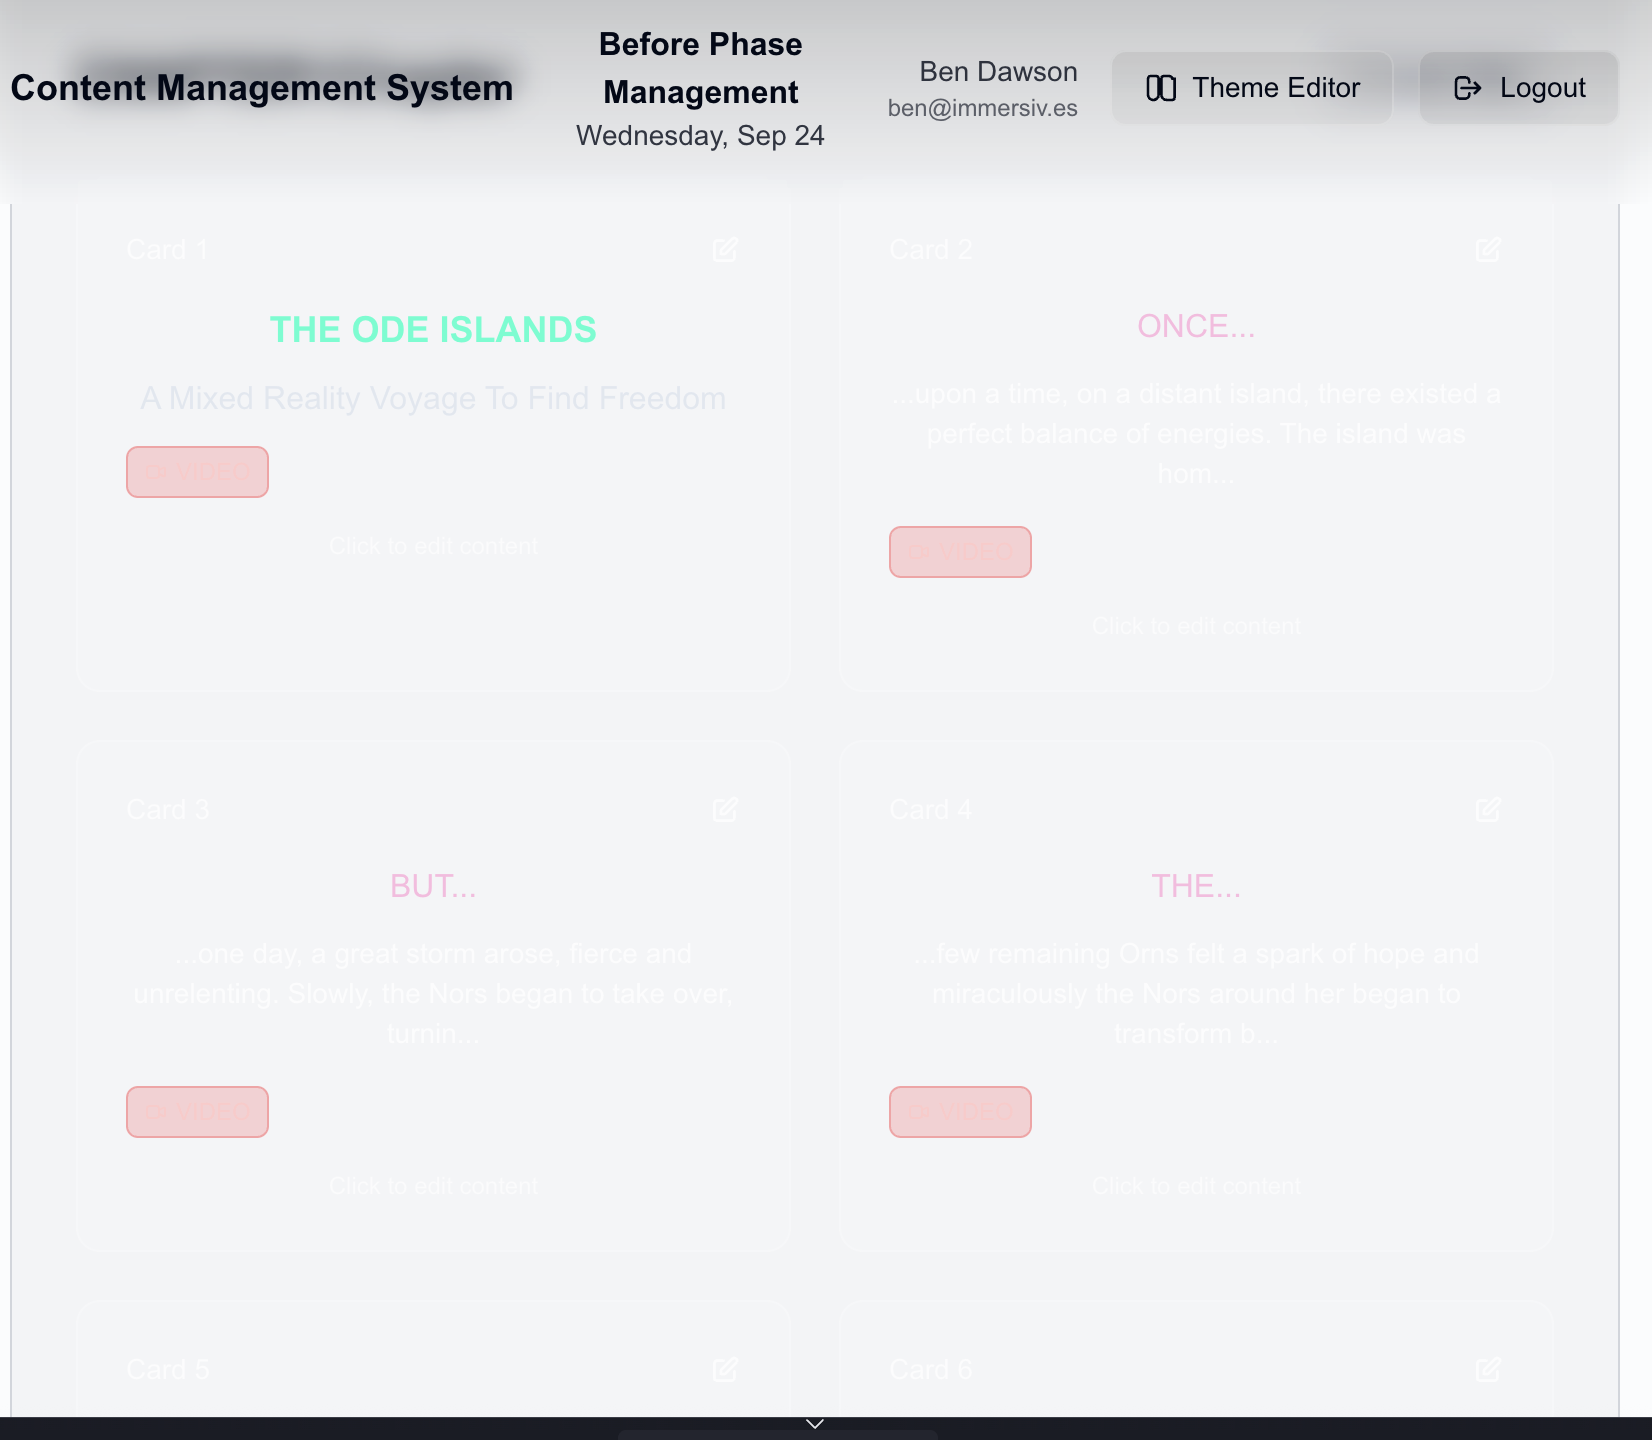 Content Management System
Before Phase
Management
Wednesday, Sep 24
Ben Dawson
ben@immersiv.es
Theme Editor
Logout
Card 1
THE ODE ISLANDS
A Mixed Reality Voyage To Find Freedom
VIDEO
Click to edit content
Card 2
ONCE...
...upon a time, on a distant island, there existed a
perfect balance of energies. The island was
hom...
VIDEO
Click to edit content
Card 3
BUT...
...one day, a great storm arose, fierce and
unrelenting. Slowly, the Nors began to take over,
turnin...
VIDEO
Click to edit content
Card 4
THE...
...few remaining Orns felt a spark of hope and
miraculously the Nors around her began to
transform b...
VIDEO
Click to edit content
Card 5
Card 6